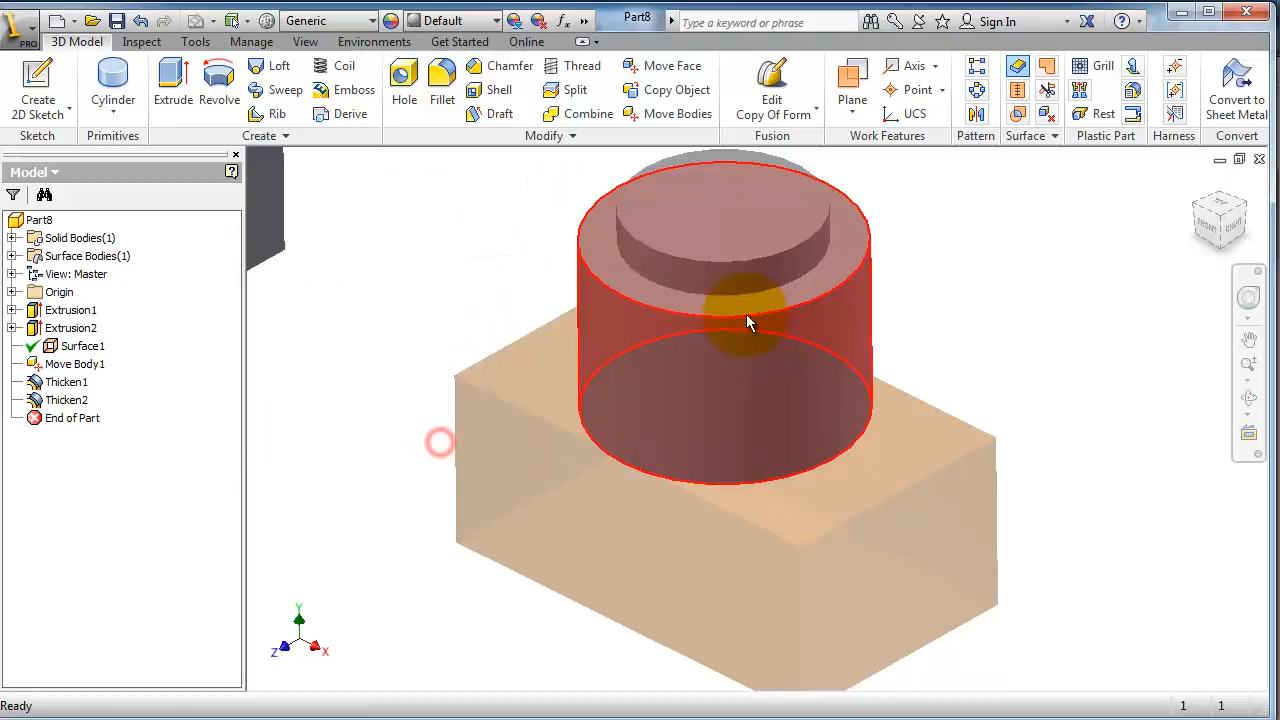 PRO
Generic
Default
Part8
Type a keyword or phrase
Sign In
3D Model
Inspect
Tools
Manage
View
Environments
Get Started
Online
Create
2D Sketch
Sketch
Cylinder
Primitives
Extrude
Revolve
Loft
Sweep
Rib
Coil
Emboss
Derive
Create
Hole
Fillet
Chamfer
Shell
Draft
Thread
Split
Combine
Move Face
Copy Object
Move Bodies
Modify
Edit
Copy Of Form
Fusion
Plane
Axis
Point
UCS
Work Features
Pattern
Surface
Grill
Rest
Plastic Part
Harness
Convert to
Sheet Metal
Convert
Model
Part8
Solid Bodies(1)
Surface Bodies(1)
View: Master
Origin
Extrusion1
Extrusion2
Surface1
Move Body1
Thicken1
Thicken2
End of Part
FRONT
RIGHT
Y
Z
X
Ready
1
1